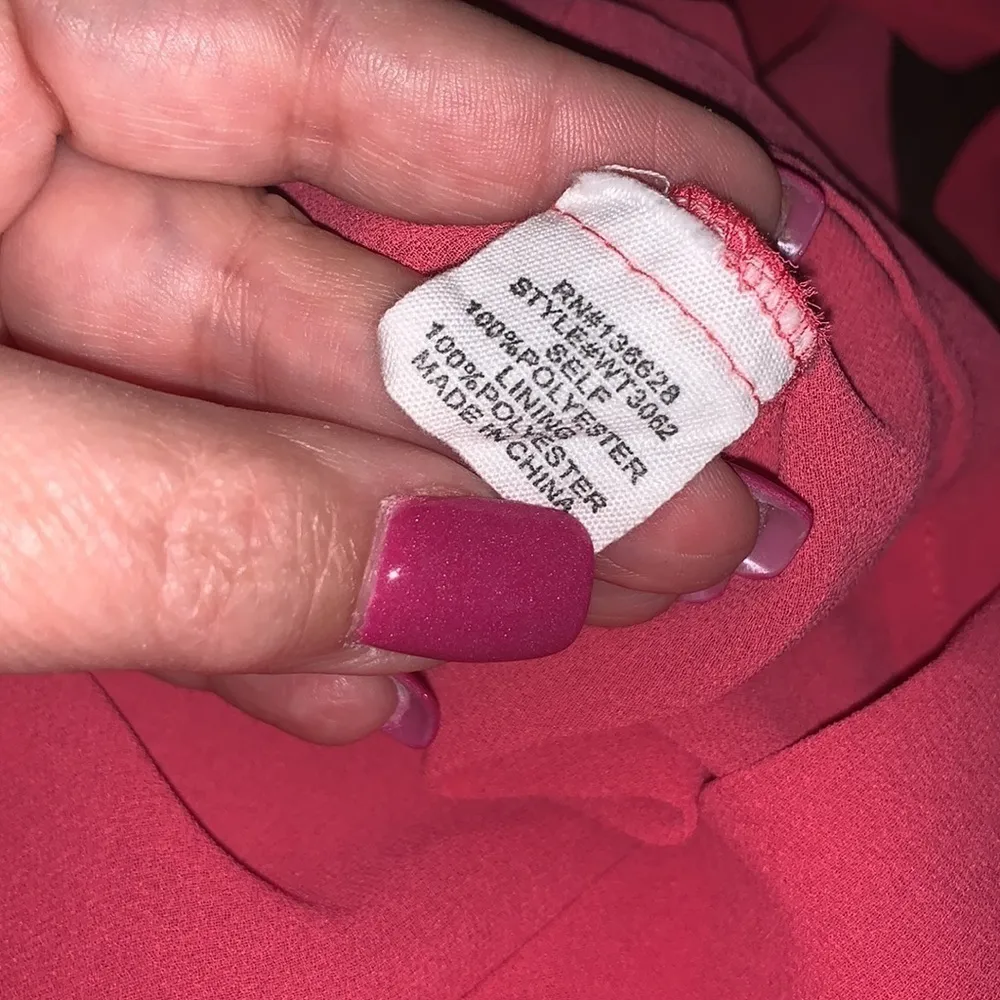 RN#136628
STYLE#WT3062
SELF
100%POLYESTER
LINING
100%POLYESTER
MADE IN CHINA